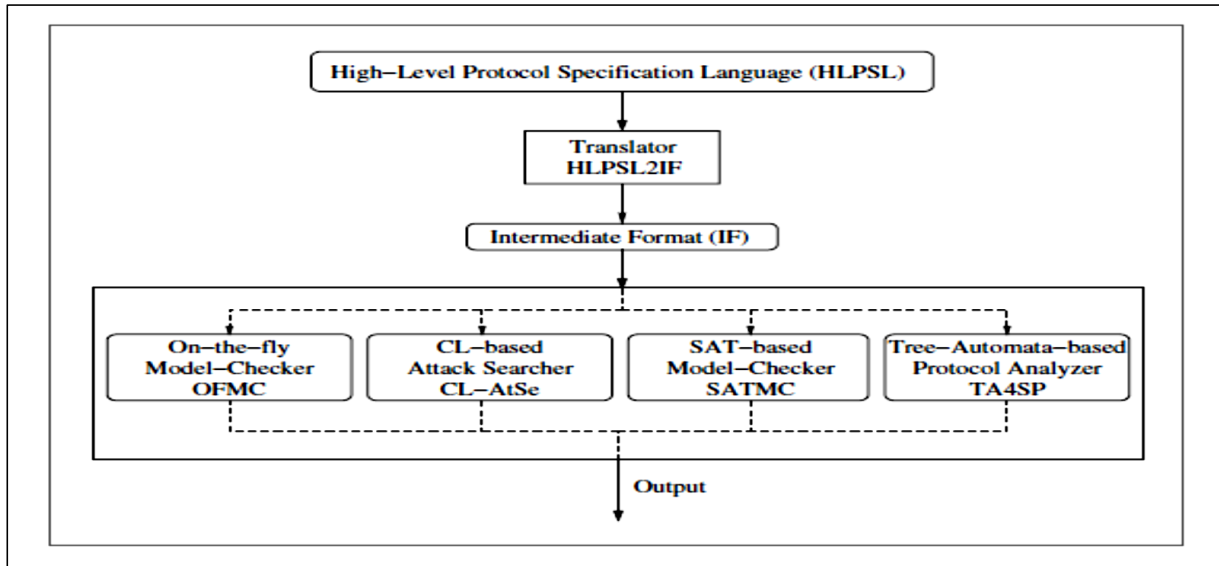 High-Level Protocol Specification Language (HLPSL)
Translator
HLPSL2IF
Intermediate Format (IF)
On-the-fly
Model-Checker
OFMC
CL-based
Attack Searcher
CL-AtSe
SAT-based
Model-Checker
SATMC
Tree-Automata-based
Protocol Analyzer
TA4SP
Output